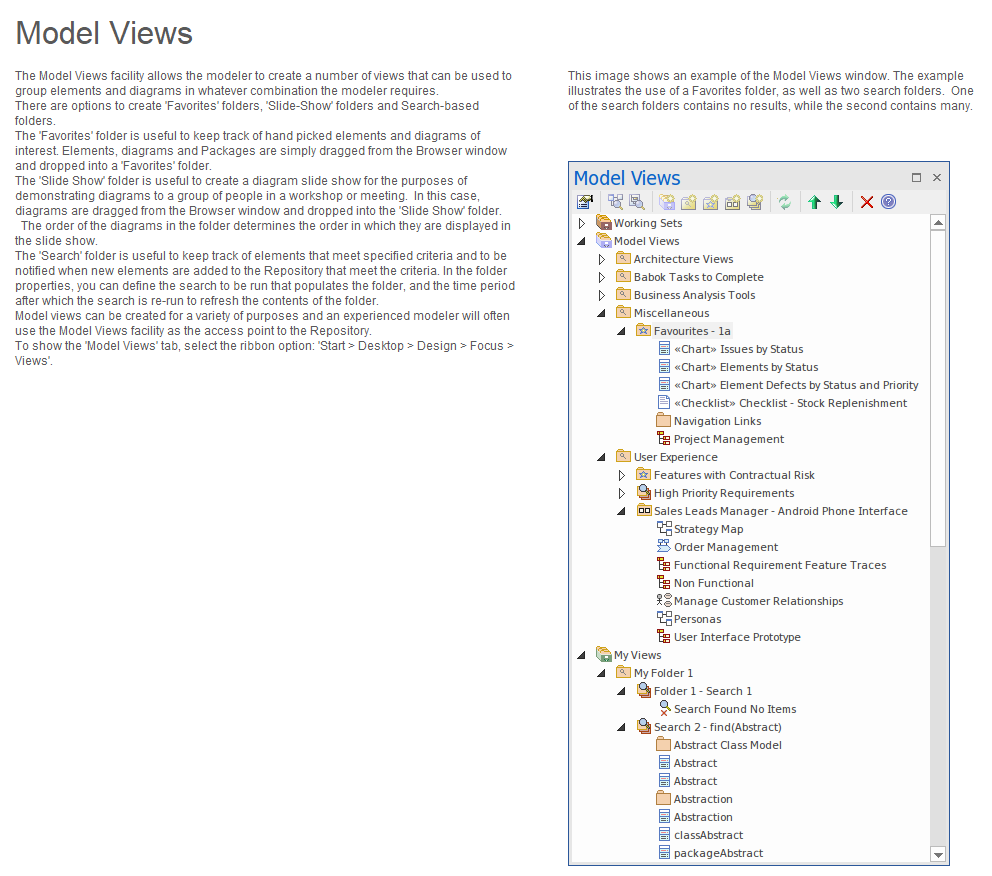 Model Views
The Model Views facility allows the modeler to create a number of views that can be used to
group elements and diagrams in whatever combination the modeler requires.
There are options to create 'Favorites' folders, 'Slide-Show' folders and Search-based
folders.
The 'Favorites' folder is useful to keep track of hand picked elements and diagrams of
interest. Elements, diagrams and Packages are simply dragged from the Browser window
and dropped into a 'Favorites' folder.
The 'Slide Show' folder is useful to create a diagram slide show for the purposes of
demonstrating diagrams to a group of people in a workshop or meeting.  In this case,
diagrams are dragged from the Browser window and dropped into the 'Slide Show' folder.
The order of the diagrams in the folder determines the order in which they are displayed in
the slide show.
The 'Search' folder is useful to keep track of elements that meet specified criteria and to be
notified when new elements are added to the Repository that meet the criteria. In the folder
properties, you can define the search to be run that populates the folder, and the time period
after which the search is re-run to refresh the contents of the folder.
Model views can be created for a variety of purposes and an experienced modeler will often
use the Model Views facility as the access point to the Repository.
To show the 'Model Views' tab, select the ribbon option: 'Start > Desktop > Design > Focus >
Views'.
This image shows an example of the Model Views window. The example
illustrates the use of a Favorites folder, as well as two search folders.  One
of the search folders contains no results, while the second contains many.
Model Views
Working Sets
Model Views
Architecture Views
Babok Tasks to Complete
Business Analysis Tools
Miscellaneous
Favourites - 1a
«Chart» Issues by Status
«Chart» Elements by Status
«Chart» Element Defects by Status and Priority
«Checklist» Checklist - Stock Replenishment
Navigation Links
Project Management
User Experience
Features with Contractual Risk
High Priority Requirements
Sales Leads Manager - Android Phone Interface
Strategy Map
Order Management
Functional Requirement Feature Traces
Non Functional
Manage Customer Relationships
Personas
User Interface Prototype
My Views
My Folder 1
Folder 1 - Search 1
Search Found No Items
Search 2 - find(Abstract)
Abstract Class Model
Abstract
Abstract
Abstraction
Abstraction
classAbstract
packageAbstract